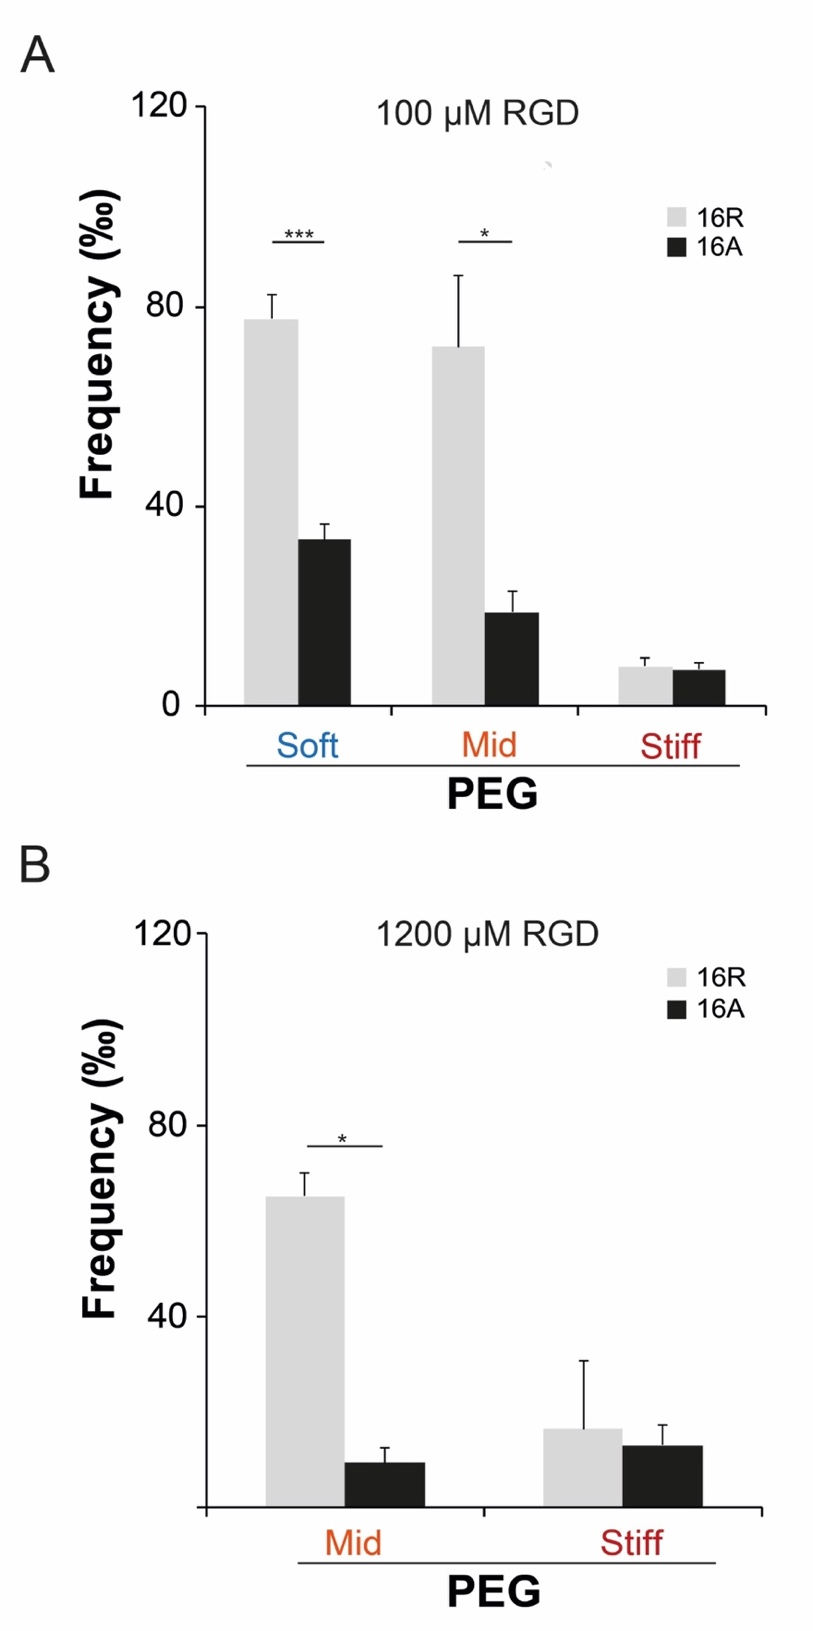 A
100 µM RGD
120
80
40
0
Frequency (‰)
16R
16A
***
*
Soft
Mid
Stiff
PEG
B
1200 µM RGD
120
80
40
Frequency (‰)
16R
16A
*
Mid
Stiff
PEG